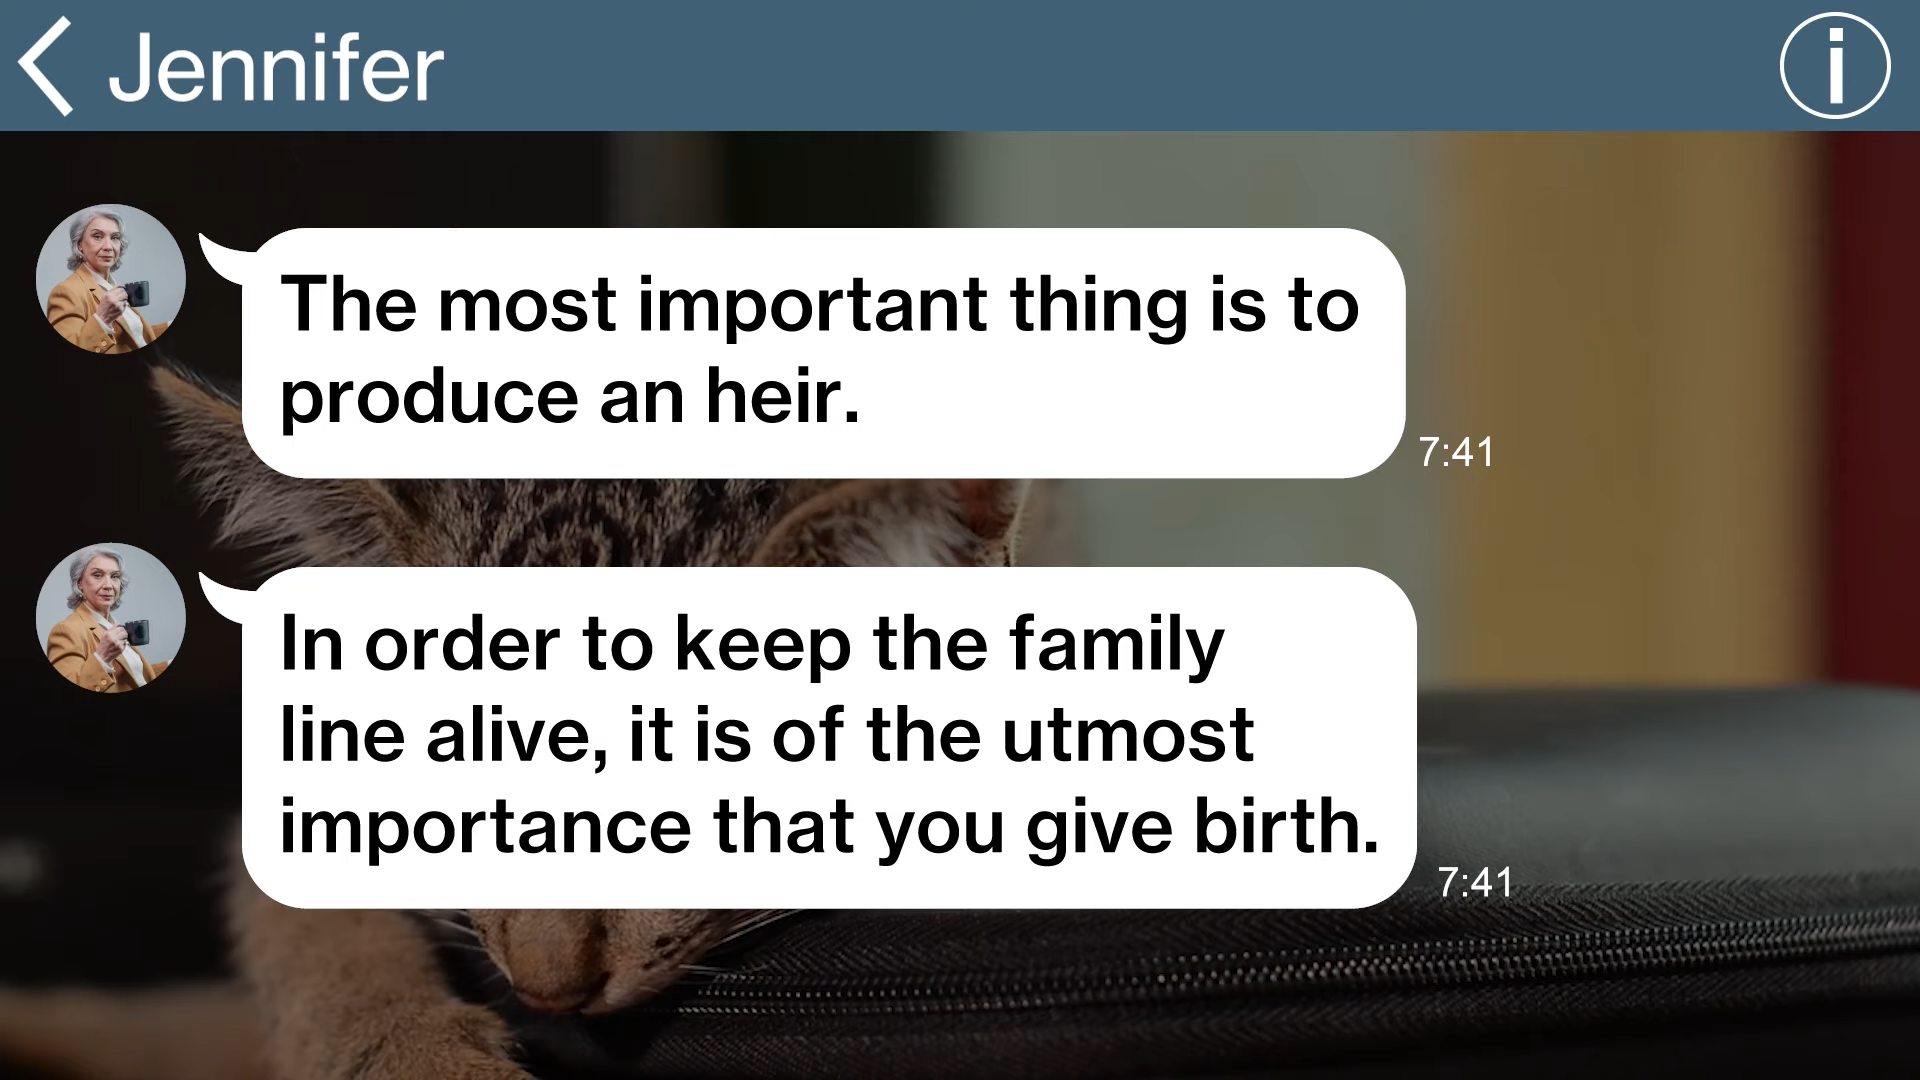 Jennifer
i
The most important thing is to
produce an heir.
7:41
In order to keep the family
line alive, it is of the utmost
importance that you give birth.
7:41